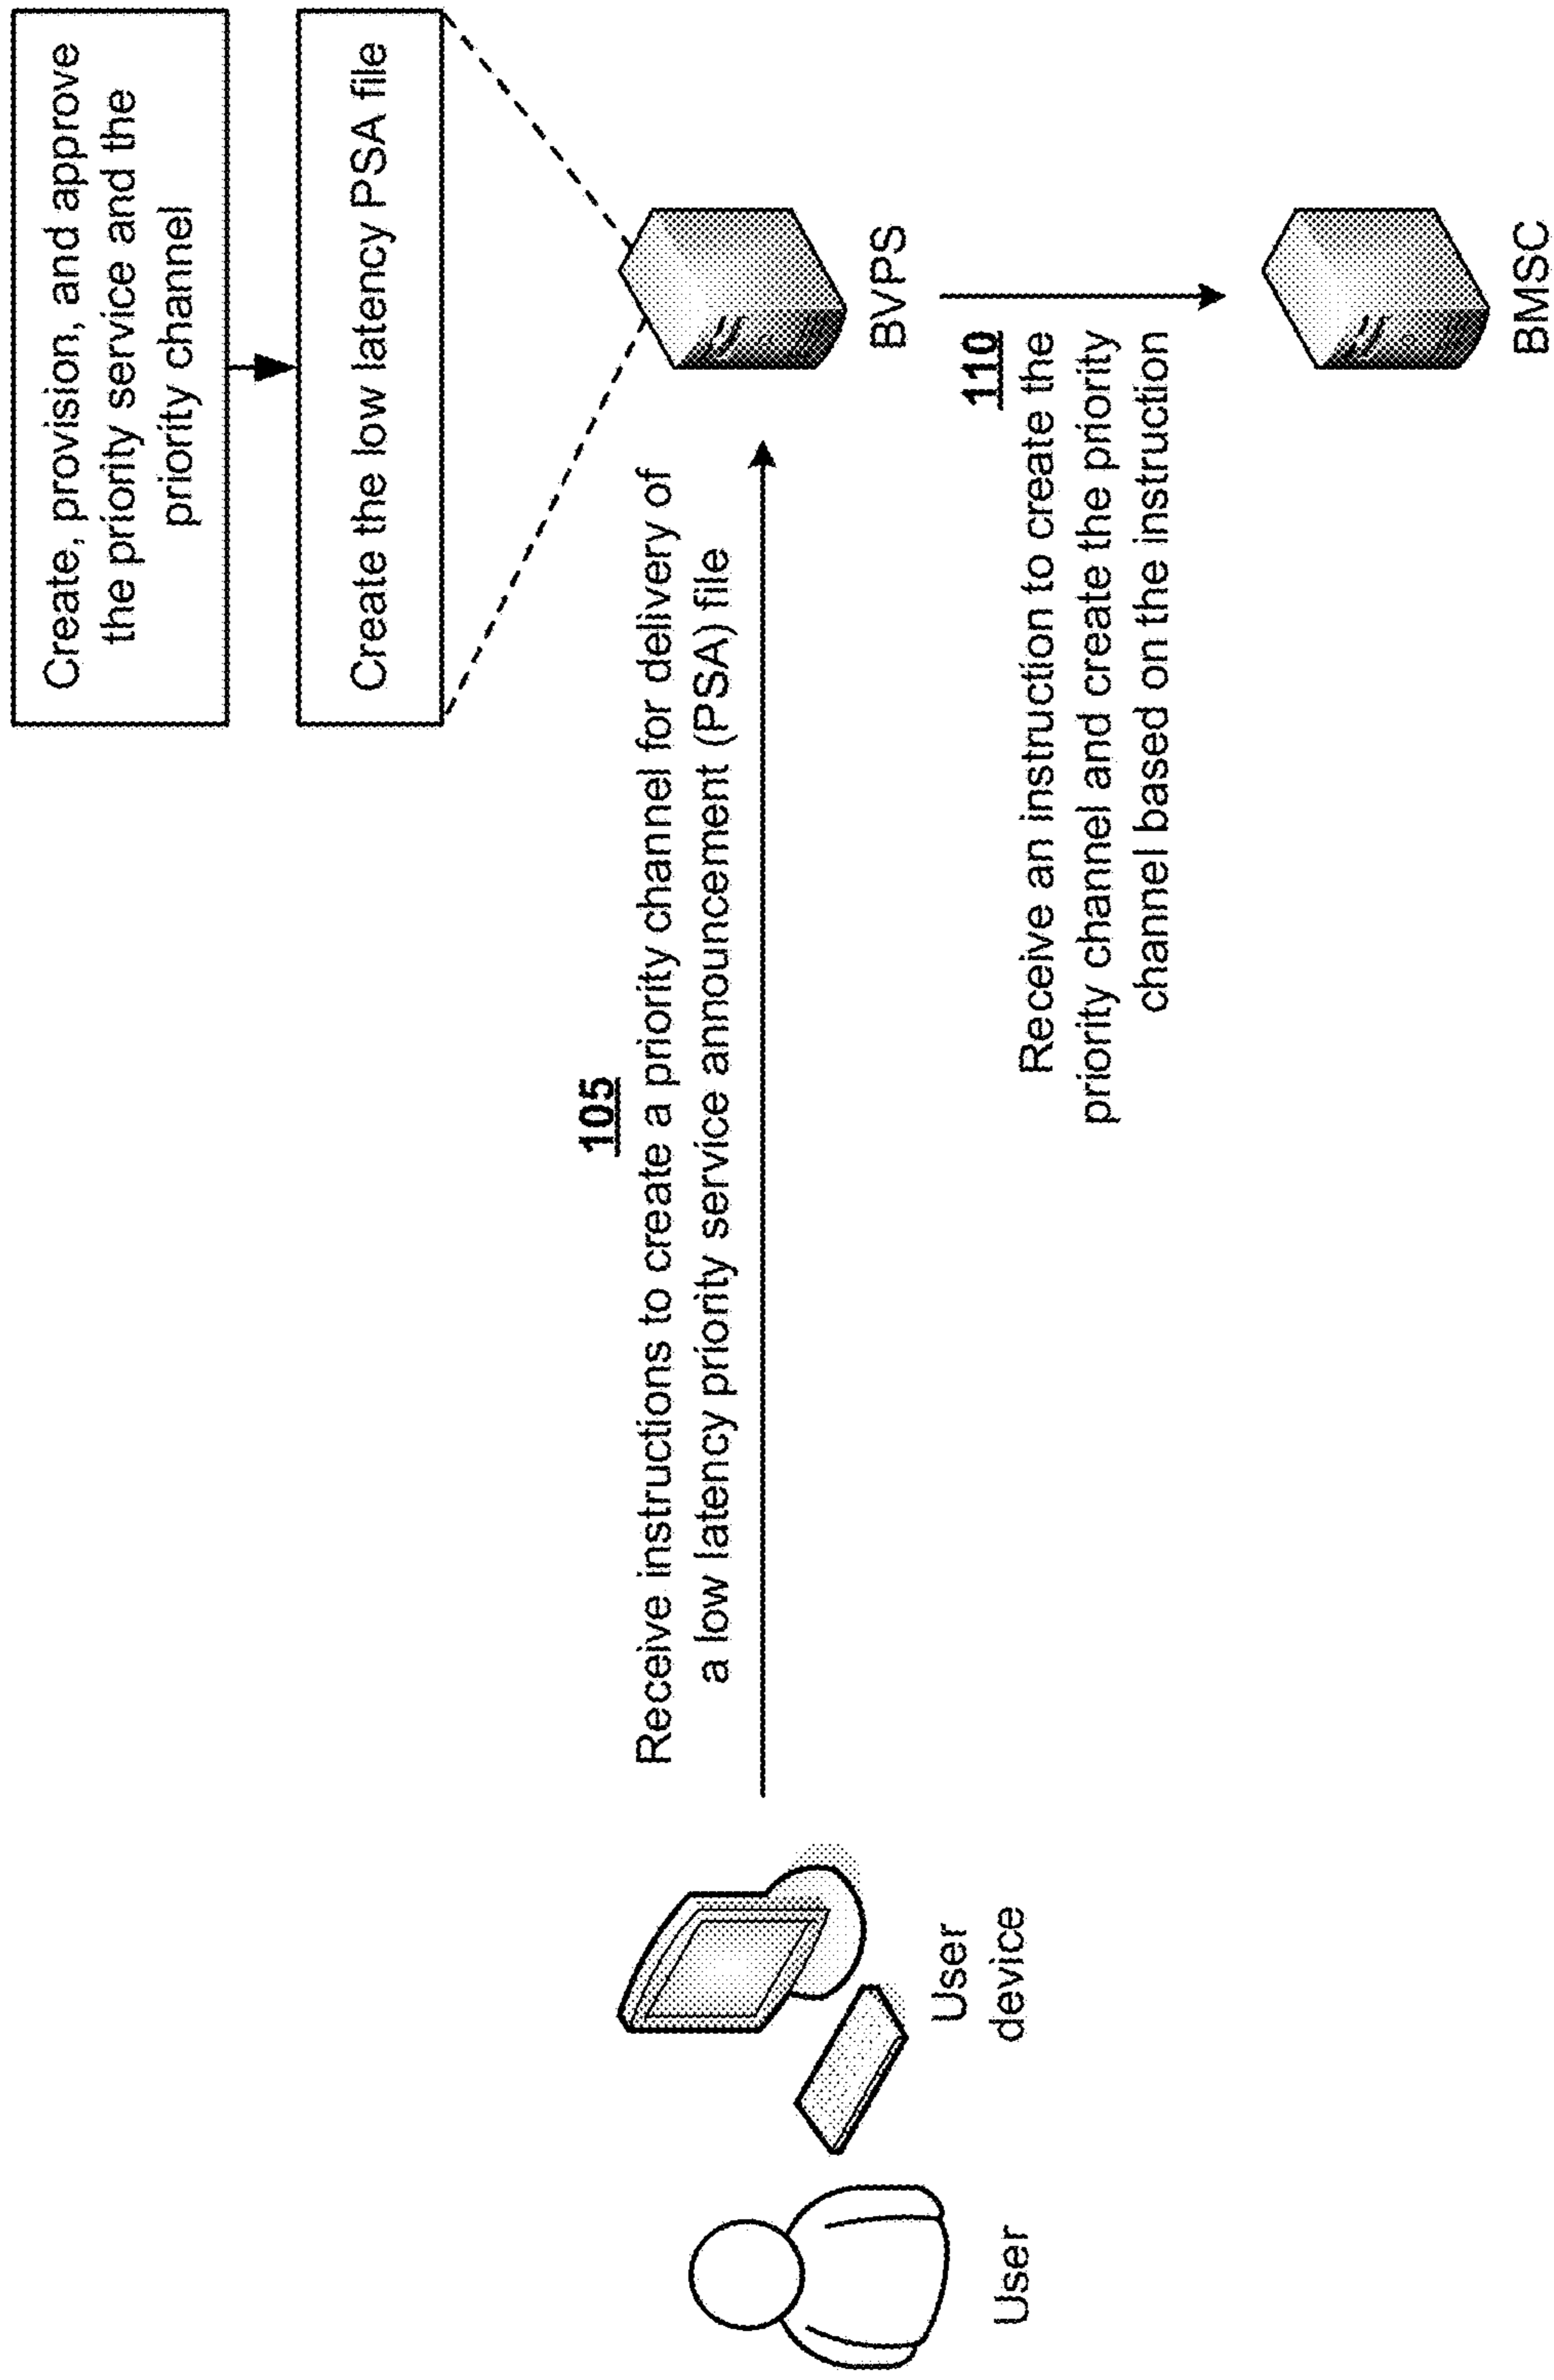 Create, provision, and approve
the priority service and the
priority channel
Create the low latency PSA file
105
Receive instructions to create a priority channel for delivery of
a low latency priority service announcement (PSA) file
User
User
device
BVPS
110
Receive an instruction to create the
priority channel and create the priority
channel based on the instruction
BMSC